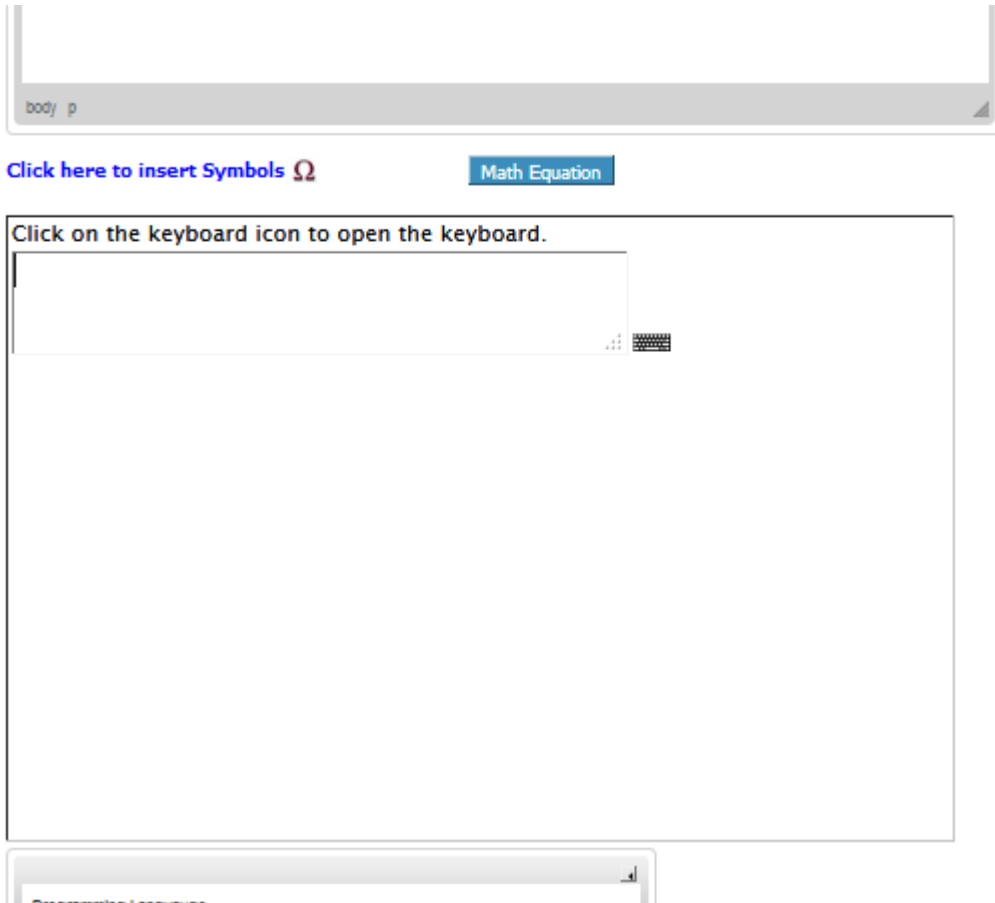 body p
Click here to insert Symbols Ω
Math Equation
Click on the keyboard icon to open the keyboard.